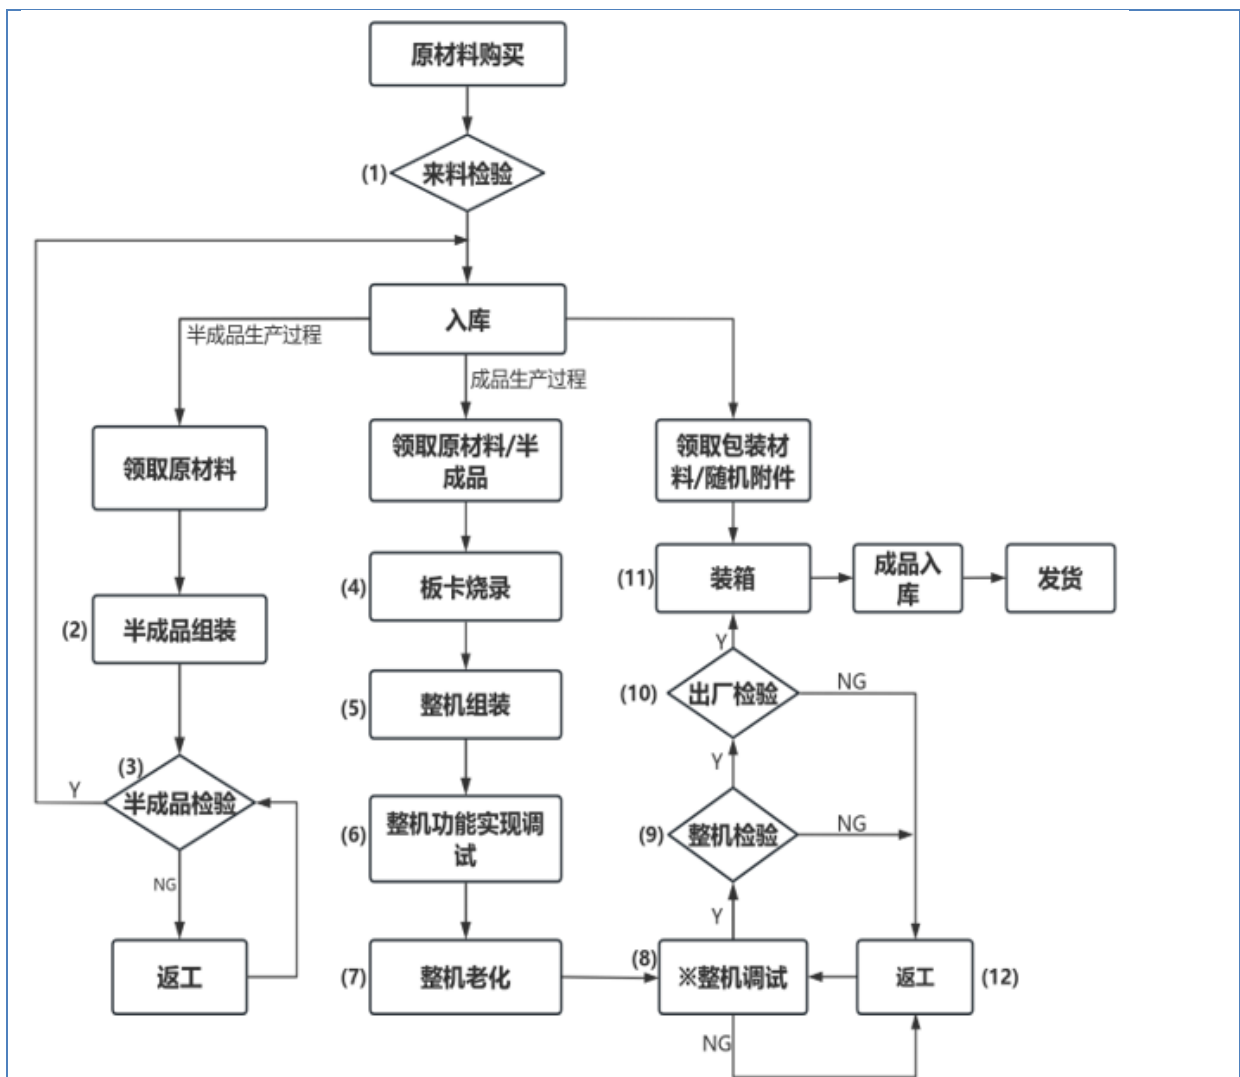 原材料购买
(1)
来料检验
入库
半成品生产过程
成品生产过程
领取原材料
领取原材料/半
成品
领取包装材
料/随机附件
(2)
半成品组装
(4)
板卡烧录
(11)
装箱
成品入
库
发货
Y
(5)
整机组装
(10)
出厂检验
NG
Y
(3)
半成品检验
Y
NG
(6)
整机功能实现调
试
(9)
整机检验
NG
Y
返工
(7)
整机老化
(8)
※整机调试
返工
(12)
NG